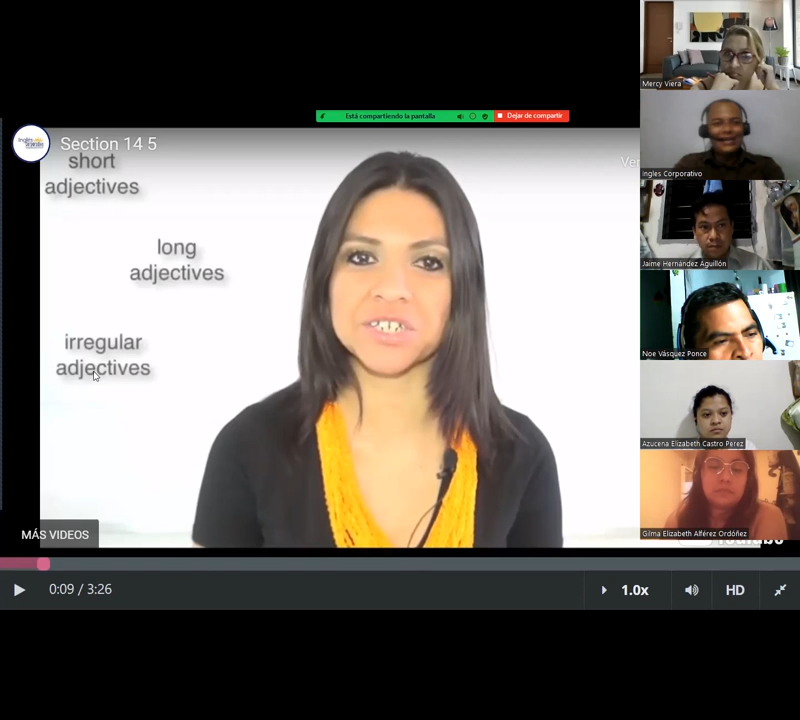 Está compartiendo la pantalla
Dejar de compartir
Section 14 5
Ver
short
adjectives
long
adjectives
irregular
adjectives
MÁS VIDEOS
0:09 / 3:26
1.0x
HD
Mercy Viera
Ingles Corporativo
Jaime Hernández Aguillón
Noe Vásquez Ponce
Azucena Elizabeth Castro Perez
Gilma Elizabeth Alférez Ordóñez